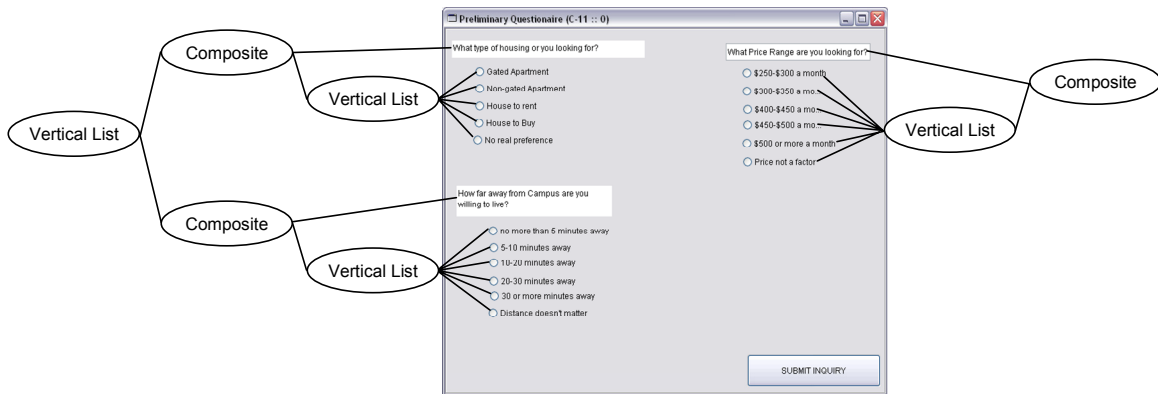 Preliminary Questionaire (C-11 :: 0)
Composite
Vertical List
Vertical List
Composite
Vertical List
What type of housing or you looking for?
Gated Apartment
Non-gated Apartment
House to rent
House to Buy
No real preference
How far away from Campus are you
willing to live?
no more than 5 minutes away
5-10 minutes away
10-20 minutes away
20-30 minutes away
30 or more minutes away
Distance doesn't matter
What Price Range are you looking for?
$250-$300 a month
$300-$350 a mo...
$400-$450 a mo...
$450-$500 a mo...
$500 or more a month
Price not a factor
Composite
Vertical List
SUBMIT INQUIRY